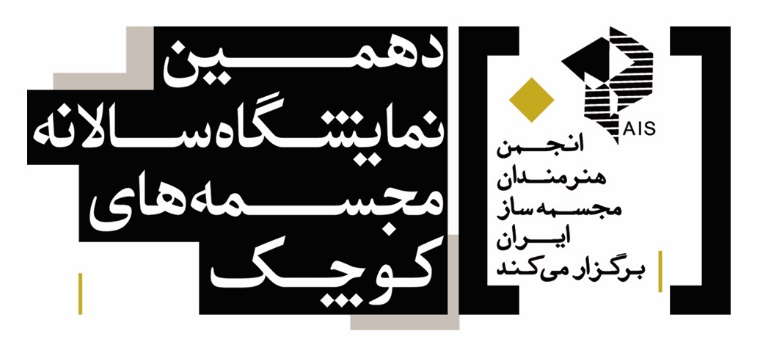 AIS
انجمن
هنرمندان
مجسمه ساز
ایران
برگزار می‌کند
دهمین
نمایشگاه سالانه
مجسمه‌های
کوچک